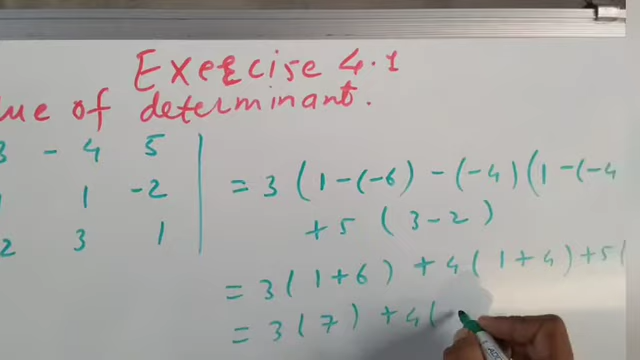 Exercise 4.1
of determinant.
3 - 4 5
1 -2
2 3 1
= 3 (1-(-6) - (-4)(1-(-4
+ 5 (3-2)
= 3(1+6) + 4(1+4) + 5(
= 3(7) + 4(